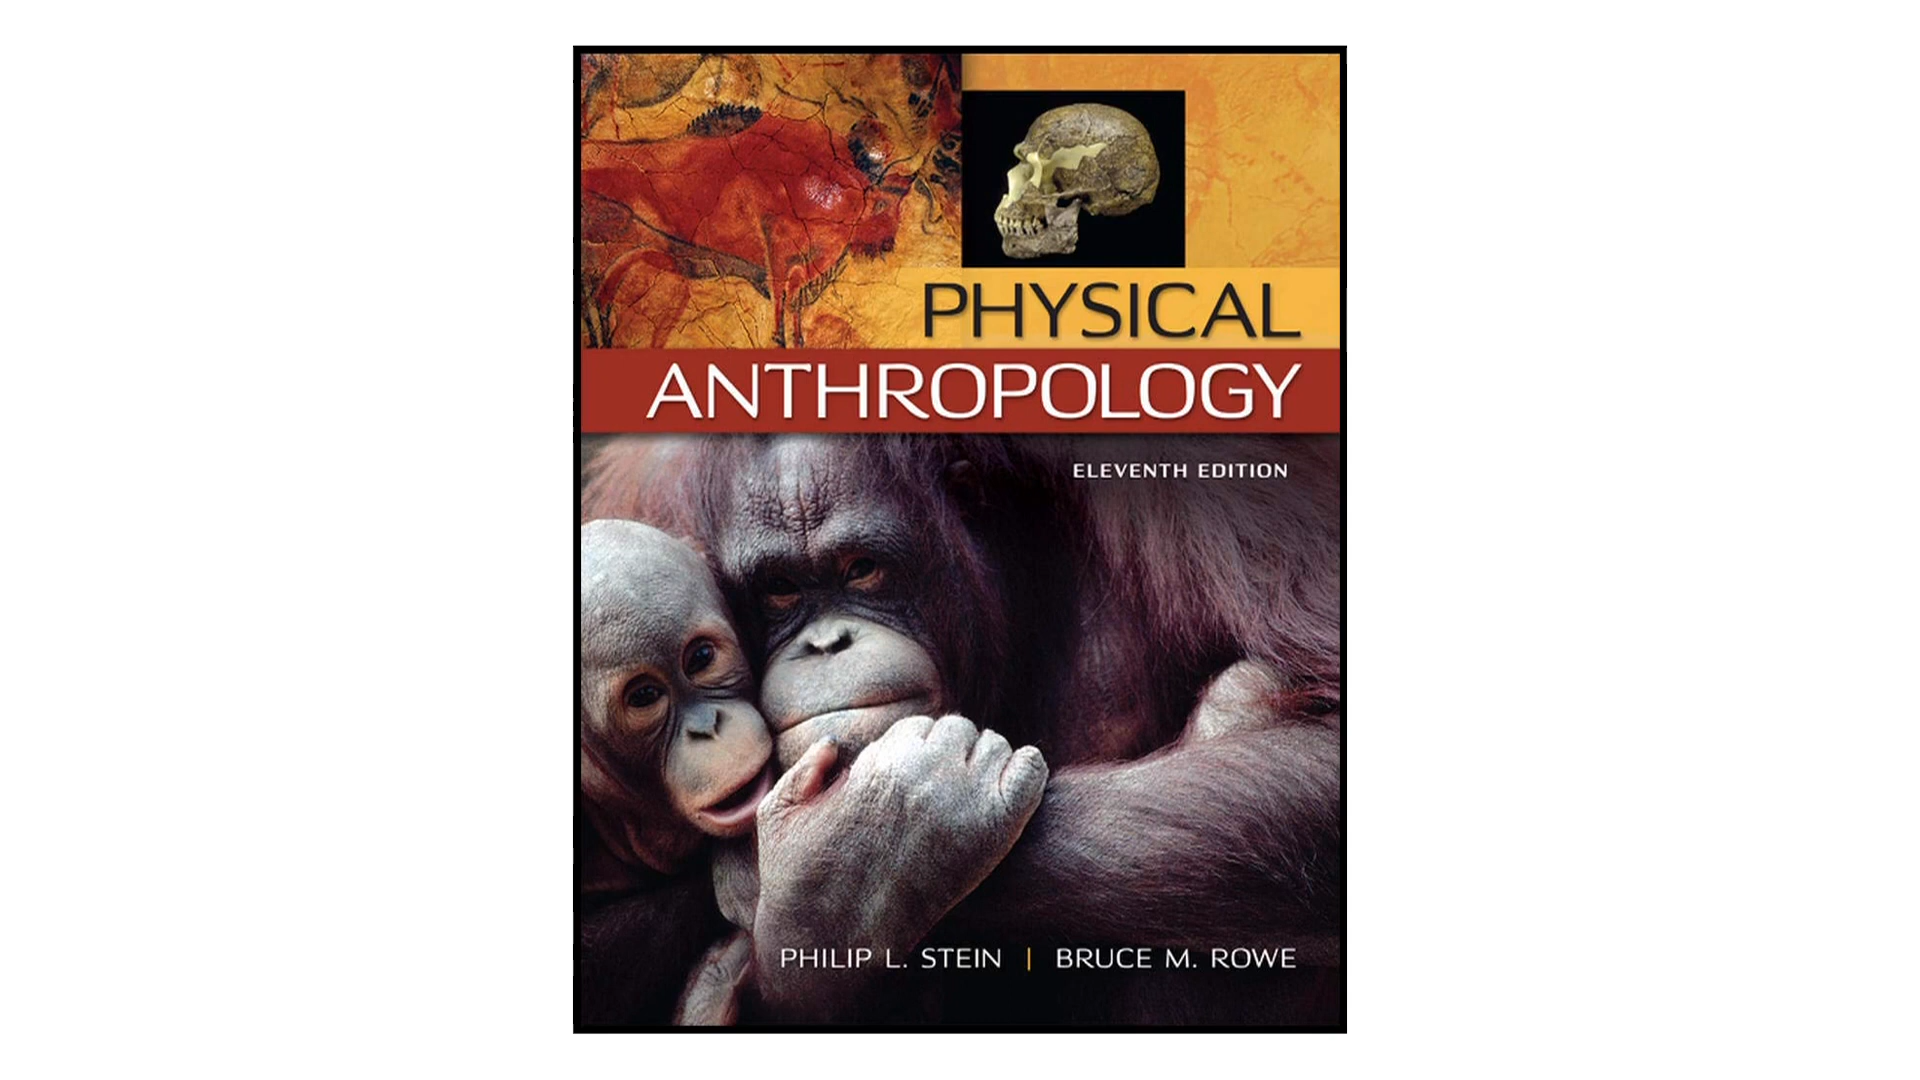 PHYSICAL
ANTHROPOLOGY
ELEVENTH EDITION
PHILIP L. STEIN | BRUCE M. ROWE